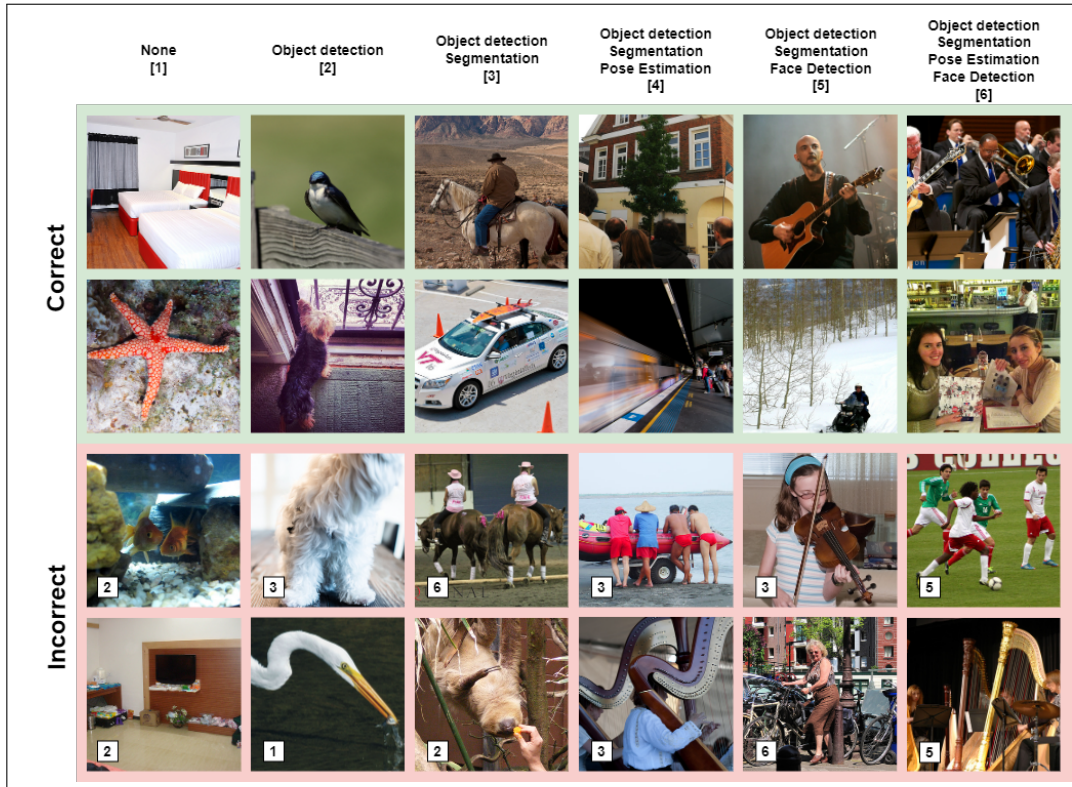 None
[1]
Object detection
[2]
Object detection
Segmentation
[3]
Object detection
Segmentation
Pose Estimation
[4]
Object detection
Segmentation
Face Detection
[5]
Object detection
Segmentation
Pose Estimation
Face Detection
[6]
Correct
Incorrect
2
3
6
3
3
5
2
1
2
3
6
5